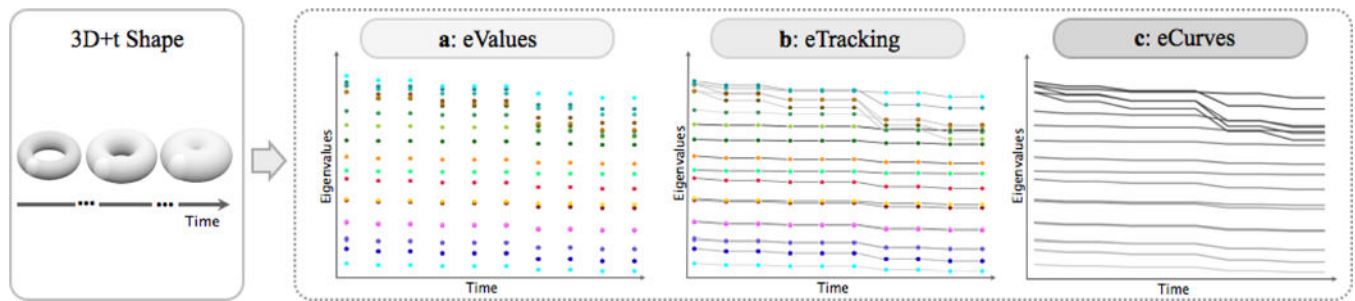 3D+t Shape
Time
a: eValues
Eigenvalues
Time
b: eTracking
Eigenvalues
Time
c: eCurves
Eigenvalues
Time